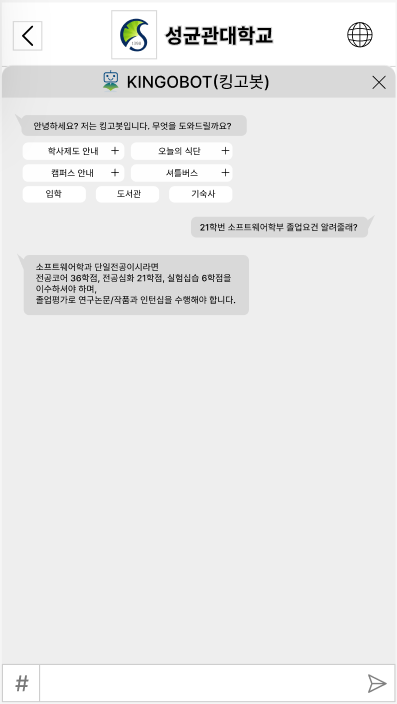 1398
성균관대학교
KINGOBOT(킹고봇)
안녕하세요? 저는 킹고봇입니다. 무엇을 도와드릴까요?
학사제도 안내 +
오늘의 식단 +
캠퍼스 안내 +
셔틀버스 +
입학
도서관
기숙사
21학번 소프트웨어학부 졸업요건 알려줄래?
소프트웨어학과 단일전공이시라면
전공코어 36학점, 전공심화 21학점, 실험실습 6학점을
이수하셔야 하며,
졸업평가로 연구논문/작품과 인턴십을 수행해야 합니다.
#